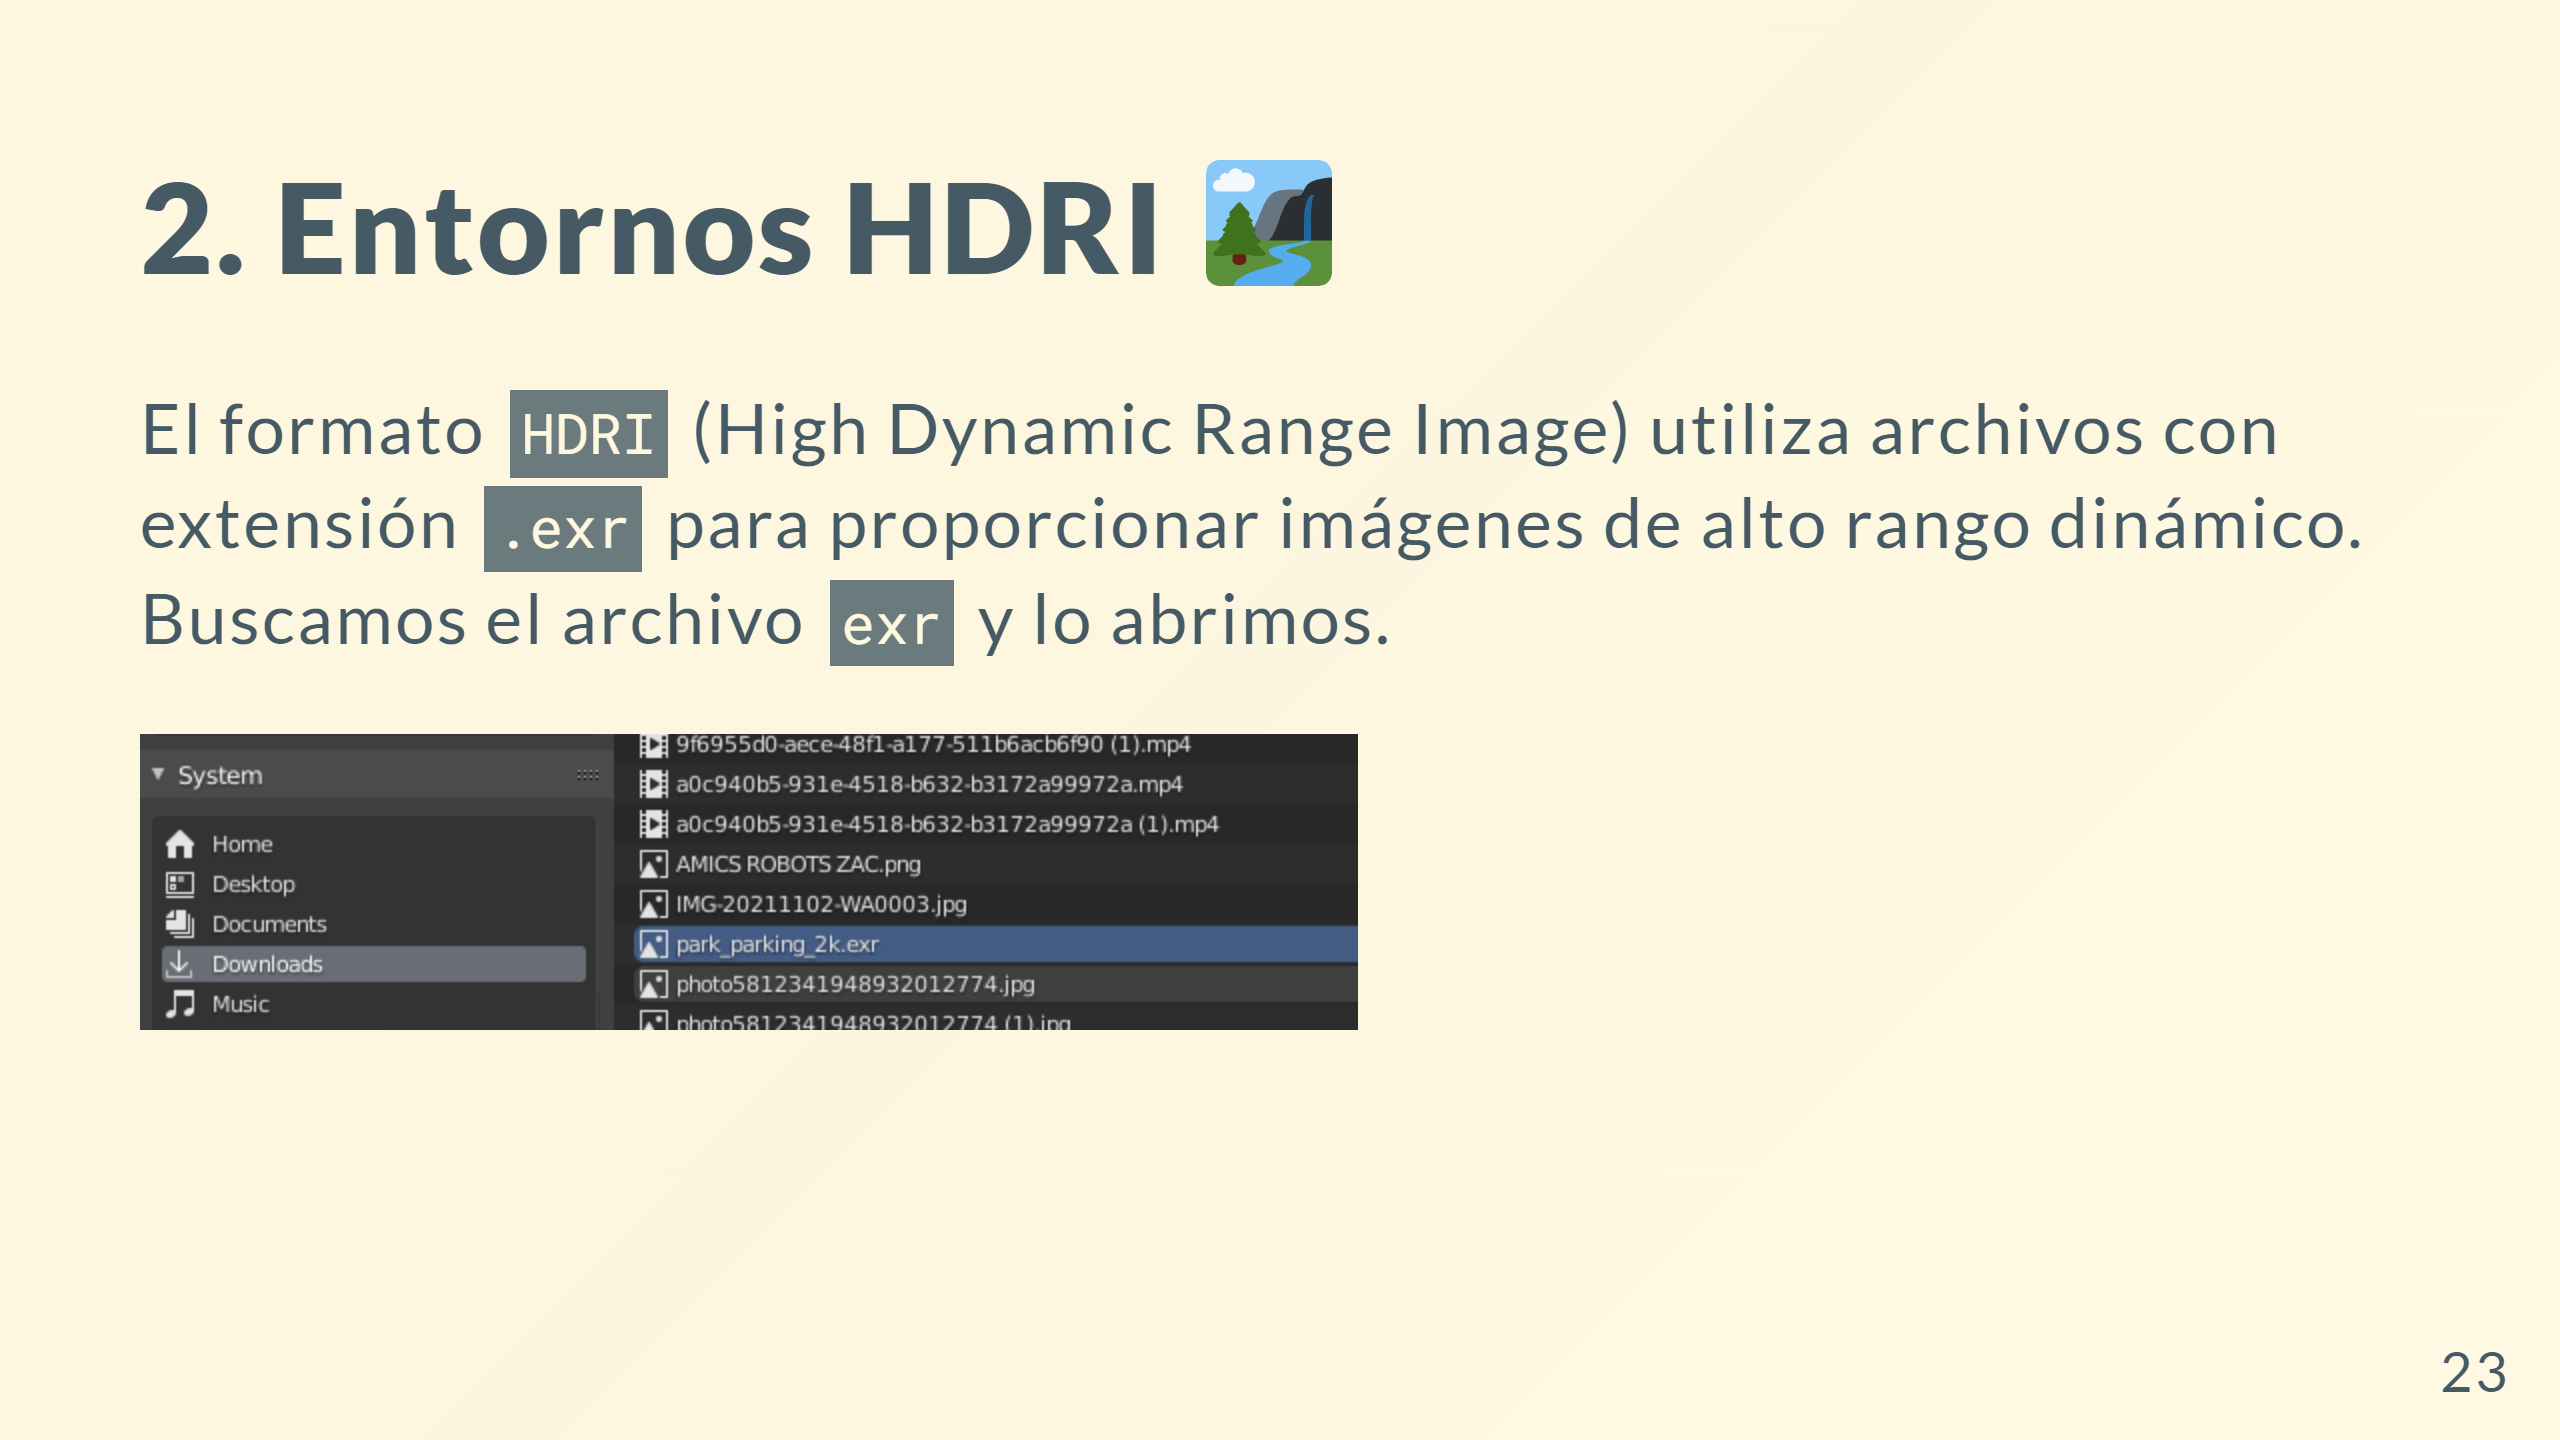 2. Entornos HDRI
El formato HDRI (High Dynamic Range Image) utiliza archivos con
extensión .exr para proporcionar imágenes de alto rango dinámico.
Buscamos el archivo exr y lo abrimos.
System
Home
Desktop
Documents
Downloads
Music
9f6955d0-aece-48f1-a177-511b6acb6f90 (1).mp4
a0c940b5-931e-4518-b632-b3172a99972a.mp4
a0c940b5-931e-4518-b632-b3172a99972a (1).mp4
AMICS ROBOTS ZAC.png
IMG-20211102-WA0003.jpg
park_parking_2k.exr
photo5812341948932012774.jpg
photo5812341948932012774 (1).jpg
23